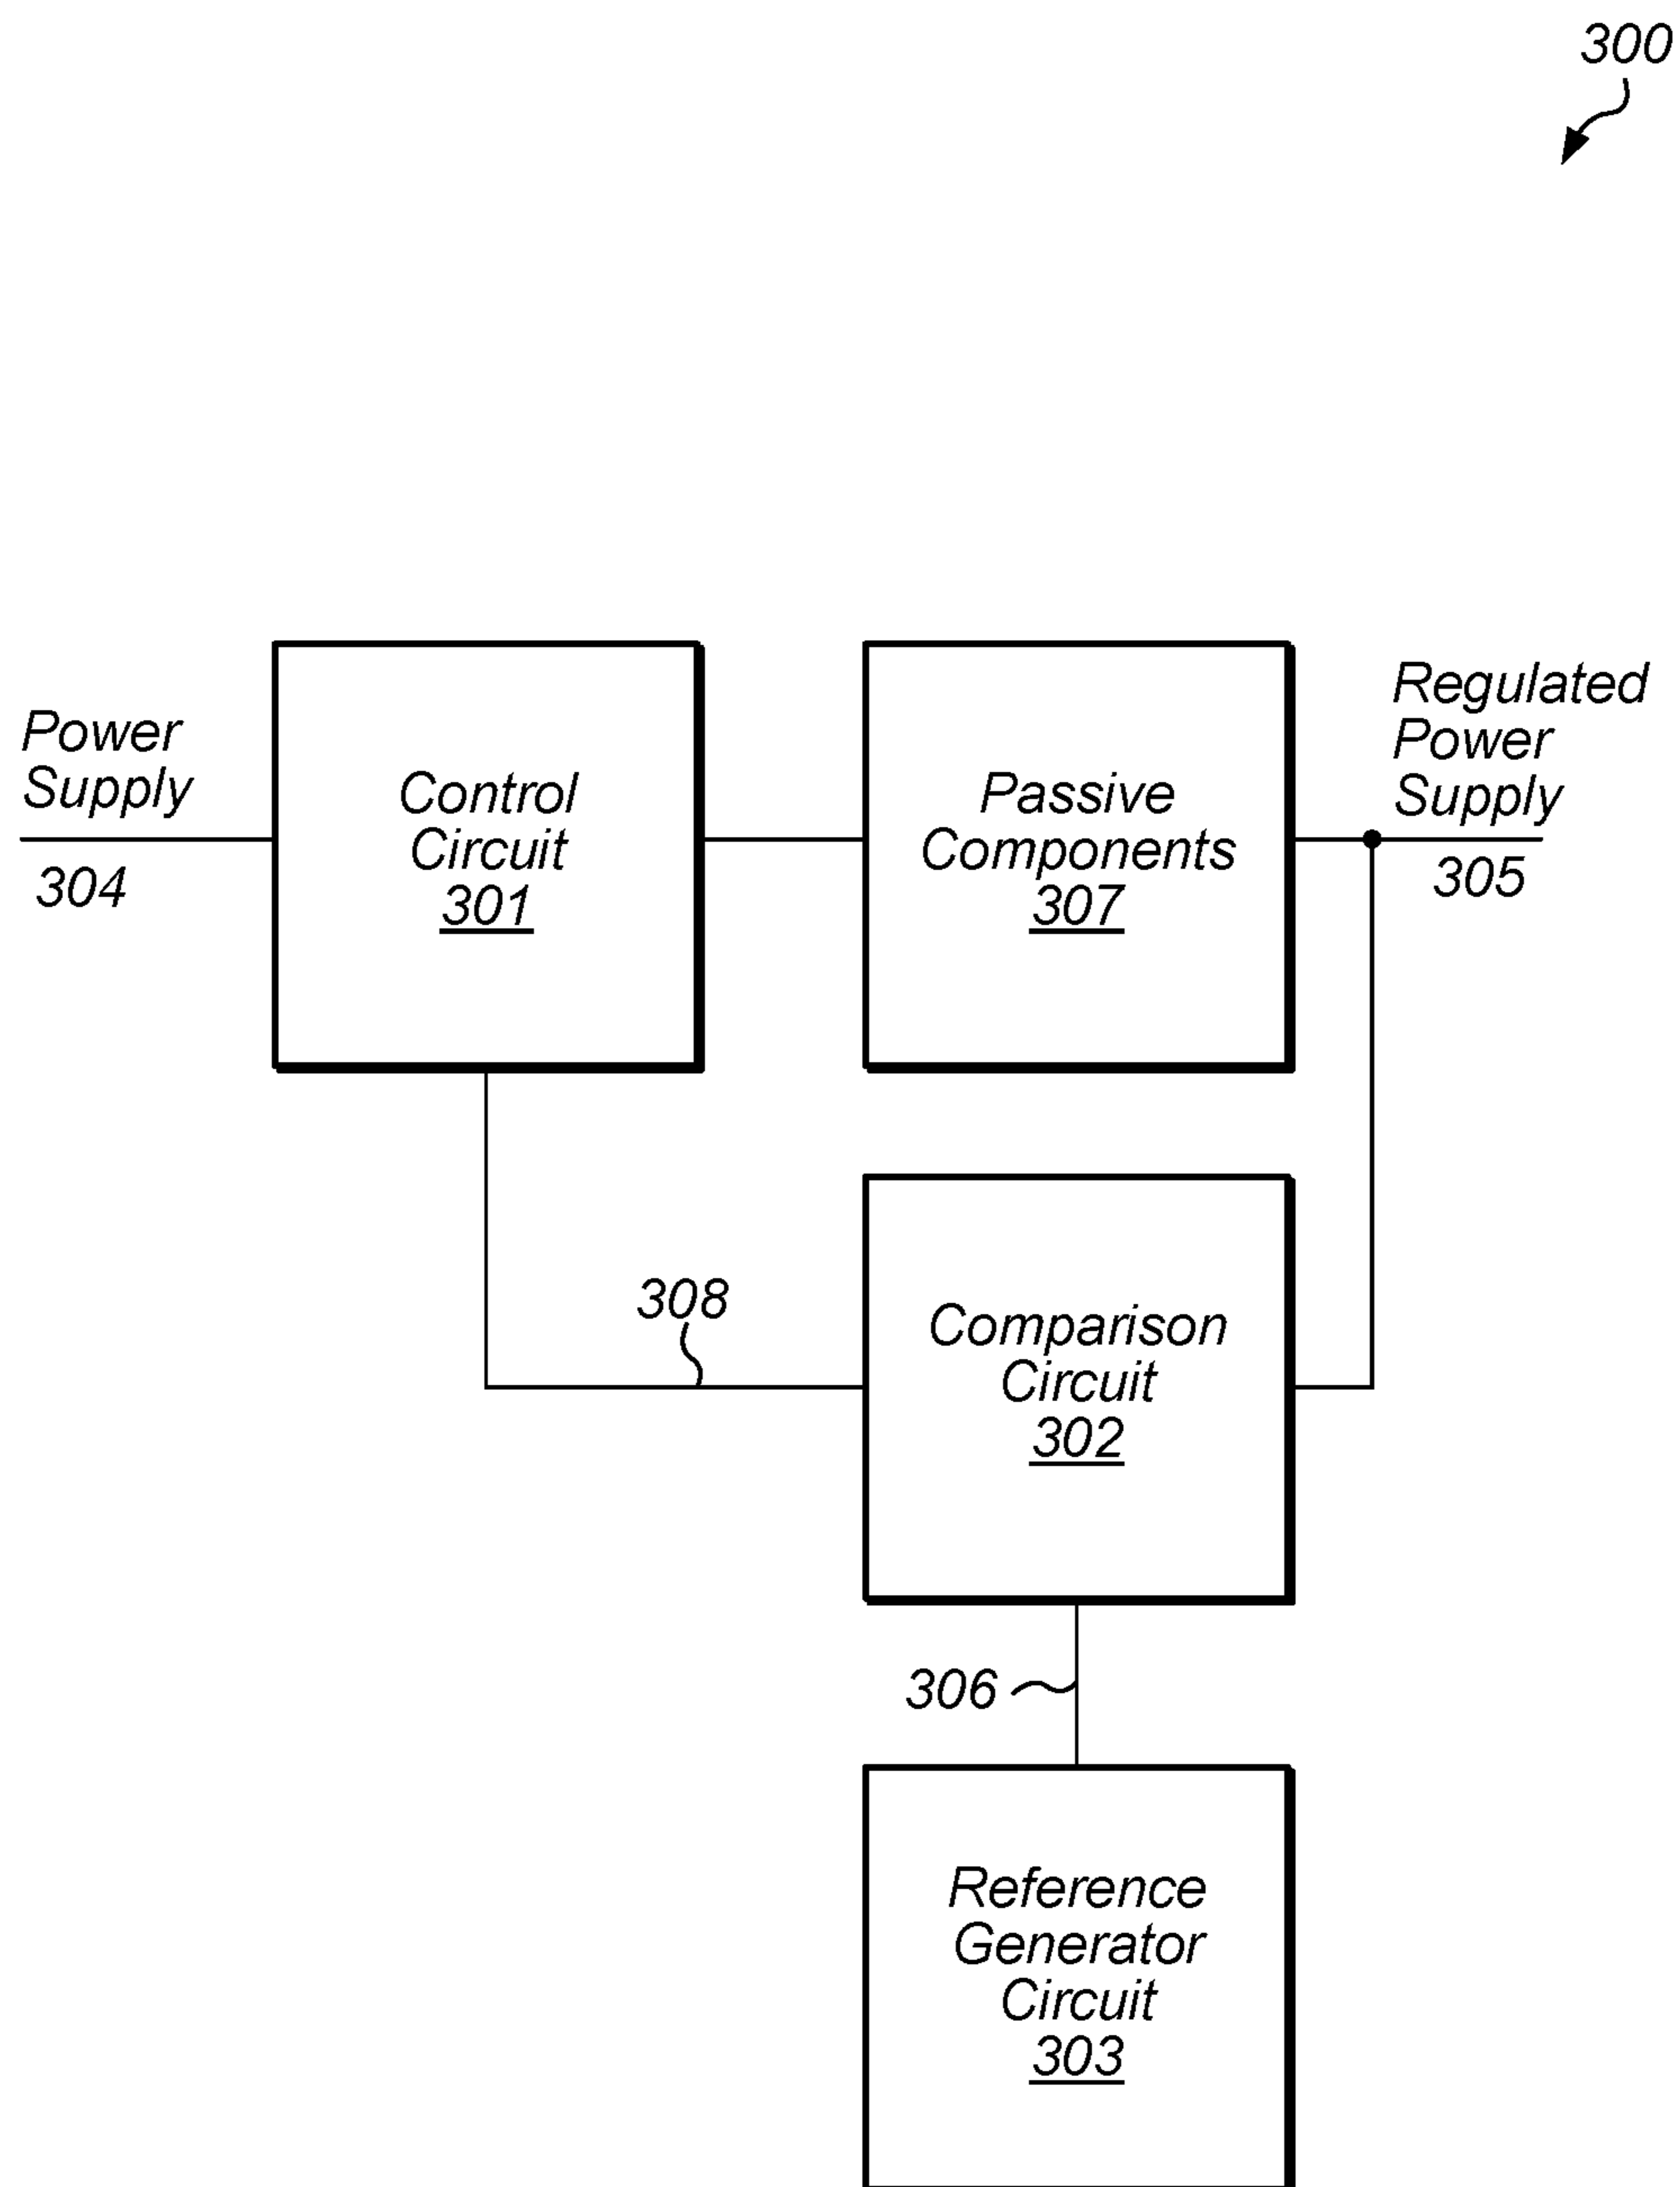 300
Power
Supply
304
Control
Circuit
301
Passive
Components
307
Regulated
Power
Supply
305
308
Comparison
Circuit
302
306
Reference
Generator
Circuit
303